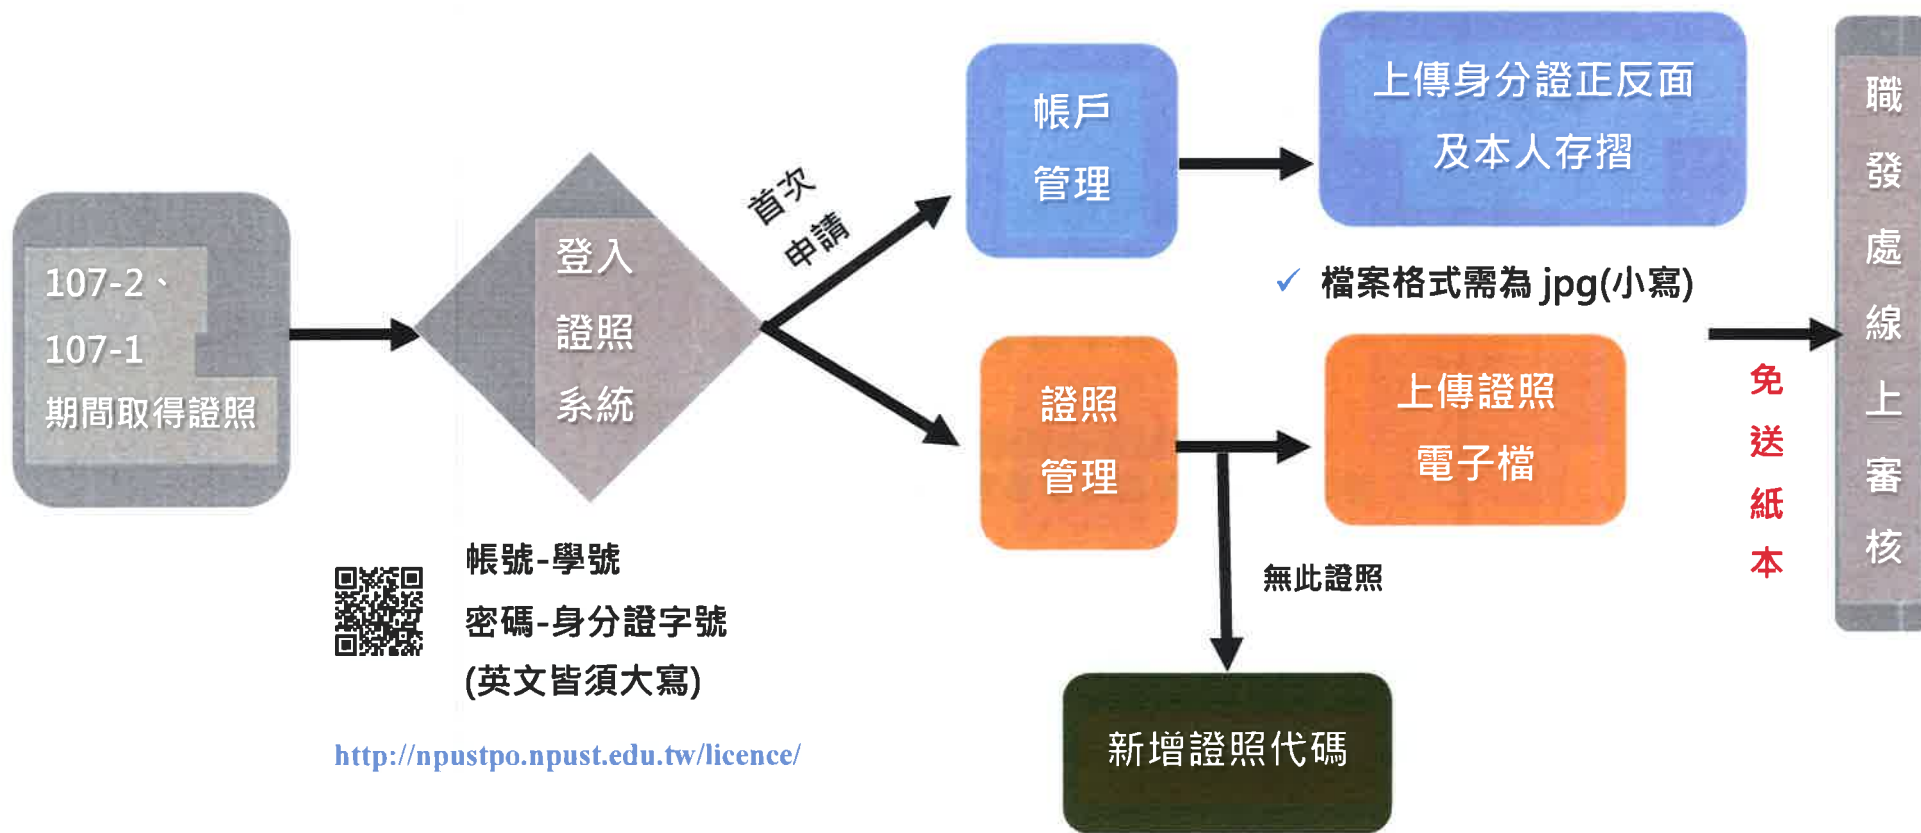 107-2、
107-1
期間取得證照
登入
證照
系統
首次
申請
帳戶
管理
上傳身分證正反面
及本人存摺
✓ 檔案格式需為 jpg(小寫)
證照
管理
上傳證照
電子檔
無此證照
新增證照代碼
免送紙本
職發處線上審核
帳號-學號
密碼-身分證字號
(英文皆須大寫)
http://npustpo.npust.edu.tw/licence/